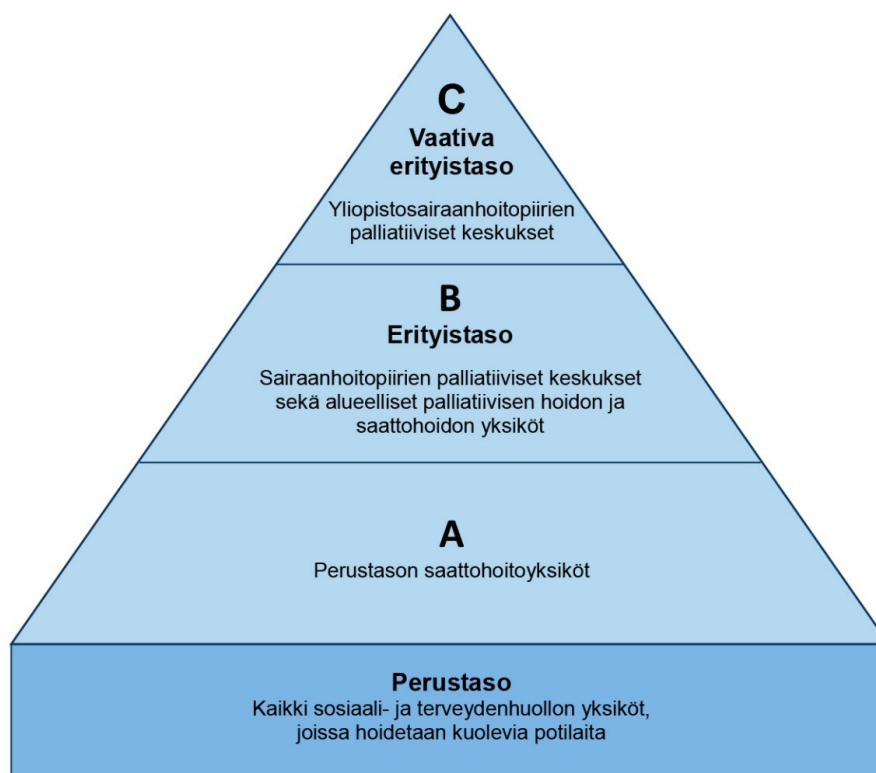 C
Vaativa
erityistaso
Yliopistosairaanhoitopiirien
palliatiiviset keskukset
B
Erityistaso
Sairaanhoitopiirien palliatiiviset keskukset
sekä alueelliset palliatiivisen hoidon ja
saattohoidon yksiköt
A
Perustason saattohoitoyksiköt
Perustaso
Kaikki sosiaali- ja terveydenhuollon yksiköt,
joissa hoidetaan kuolevia potilaita